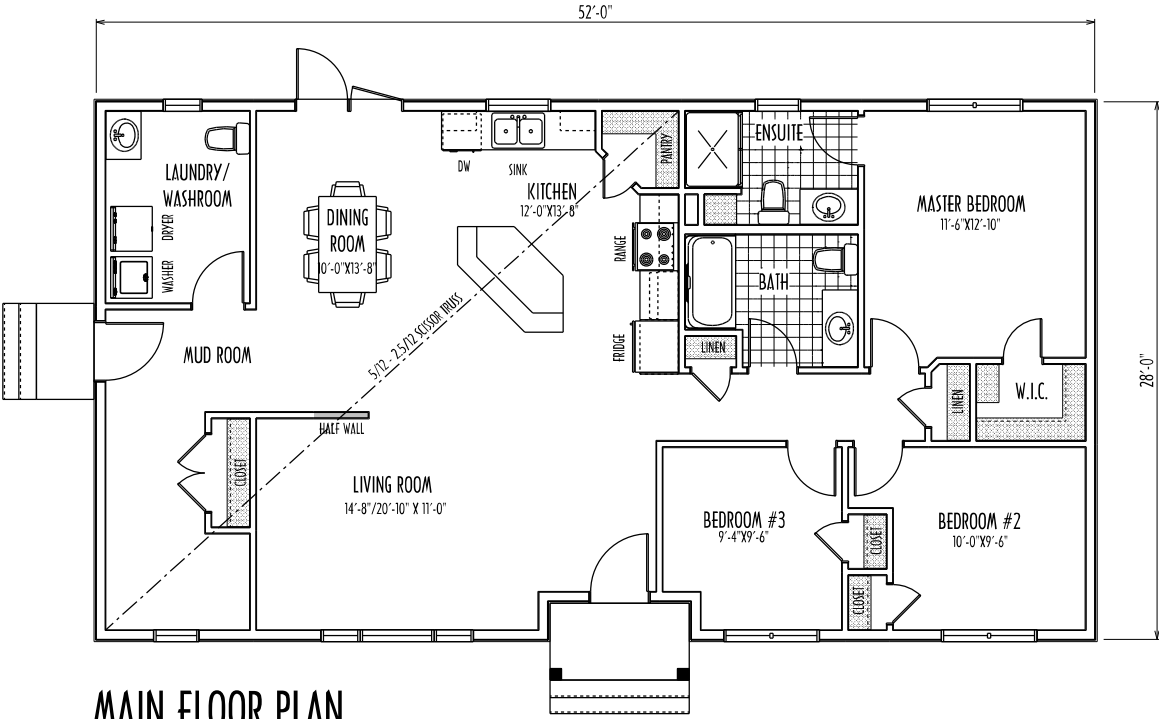 52'-0"
LAUNDRY/
WASHROOM
DRYER
WASHER
DINING
ROOM
10'-0"X13'-8"
DW
SINK
KITCHEN
12'-0"X13'-8"
PANTRY
ENSUITE
MASTER BEDROOM
11'-6"X12'-10"
RANGE
BATH
FRIDGE
LINEN
MUD ROOM
5/12 - 2.5/12 SCISSOR TRUSS
28'-0"
W.I.C.
LINEN
HALF WALL
CLOSET
LIVING ROOM
14'-8"/20'-10" X 11'-0"
BEDROOM #3
9'-4"X9'-6"
CLOSET
BEDROOM #2
10'-0"X9'-6"
CLOSET
MAIN FLOOR PLAN